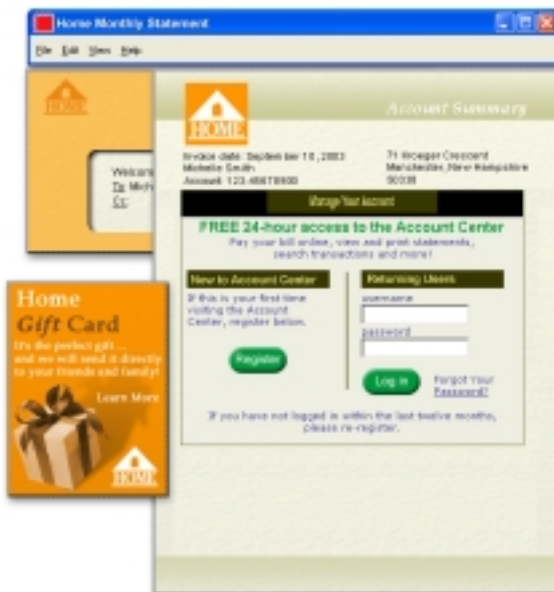 Home Monthly Statement
File Edit View Help
HOME
Welcome
To: Mich
Cc:
HOME
Account Summary
Invoice date: September 10, 2003
Michelle Smith
Account: 123.45678900
71 Kroeger Crescent
Manchester, New Hampshire
Manage Your Account
FREE 24-hour access to the Account Center
Pay your bill online, view and print statements,
search transactions and more!
New to Account Center
If this is your first time
visiting the Account
Center, register below.
Register
Returning Users
username
password
Log in
Forgot Your
Password?
If you have not logged in within the last twelve months,
please re-register.
Home
Gift Card
It's the perfect gift ...
and we will send it directly
to your friends and family!
Learn More
HOME